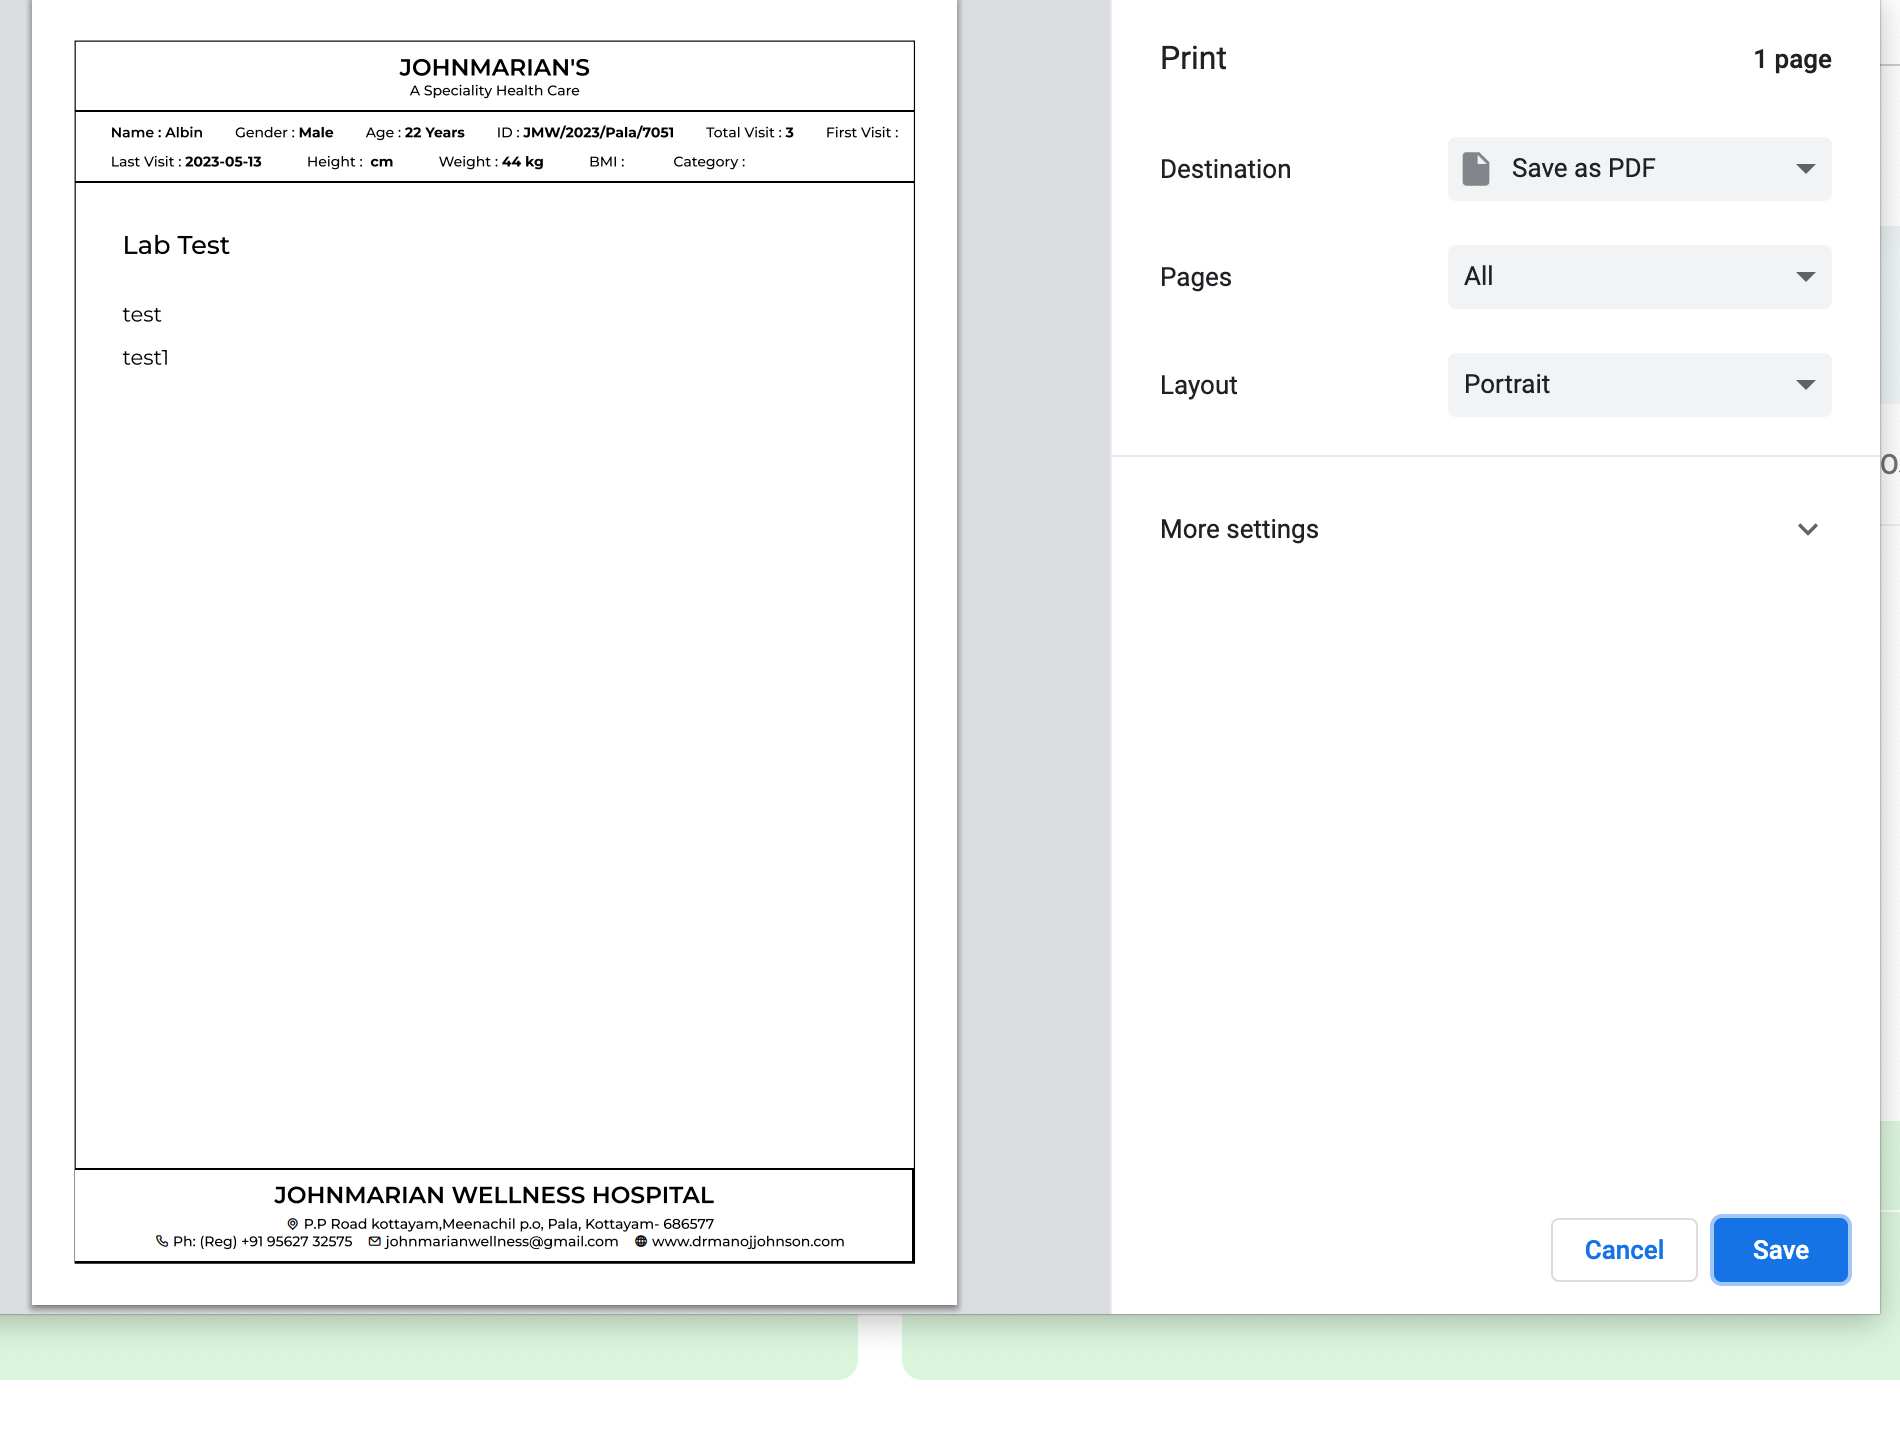 JOHNMARIAN'S
A Speciality Health Care
Name : Albin Gender : Male Age : 22 Years ID : JMW/2023/Pala/7051 Total Visit : 3 First Visit :
Last Visit : 2023-05-13 Height : cm Weight : 44 kg BMI : Category :
Lab Test
test
test1
JOHNMARIAN WELLNESS HOSPITAL
P.P Road kottayam,Meenachil p.o, Pala, Kottayam- 686577
Ph: (Reg) +91 95627 32575 johnmarianwellness@gmail.com www.drmanojjohnson.com
Print 1 page
Destination Save as PDF
Pages All
Layout Portrait
More settings
Cancel Save